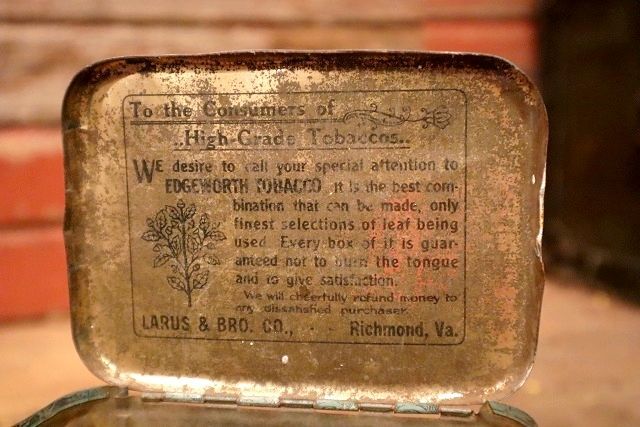 To the Consumers of
..High-Grade Tobaccos..
WE desire to call your special attention to
EDGEWORTH TOBACCO. It is the best com-
bination that can be made, only
finest selections of leaf being
used. Every box of it is guar-
anteed not to burn the tongue
and to give satisfaction.
We will cheerfully refund money to
any dissatisfied purchaser.
LARUS & BRO. CO., - - Richmond, Va.